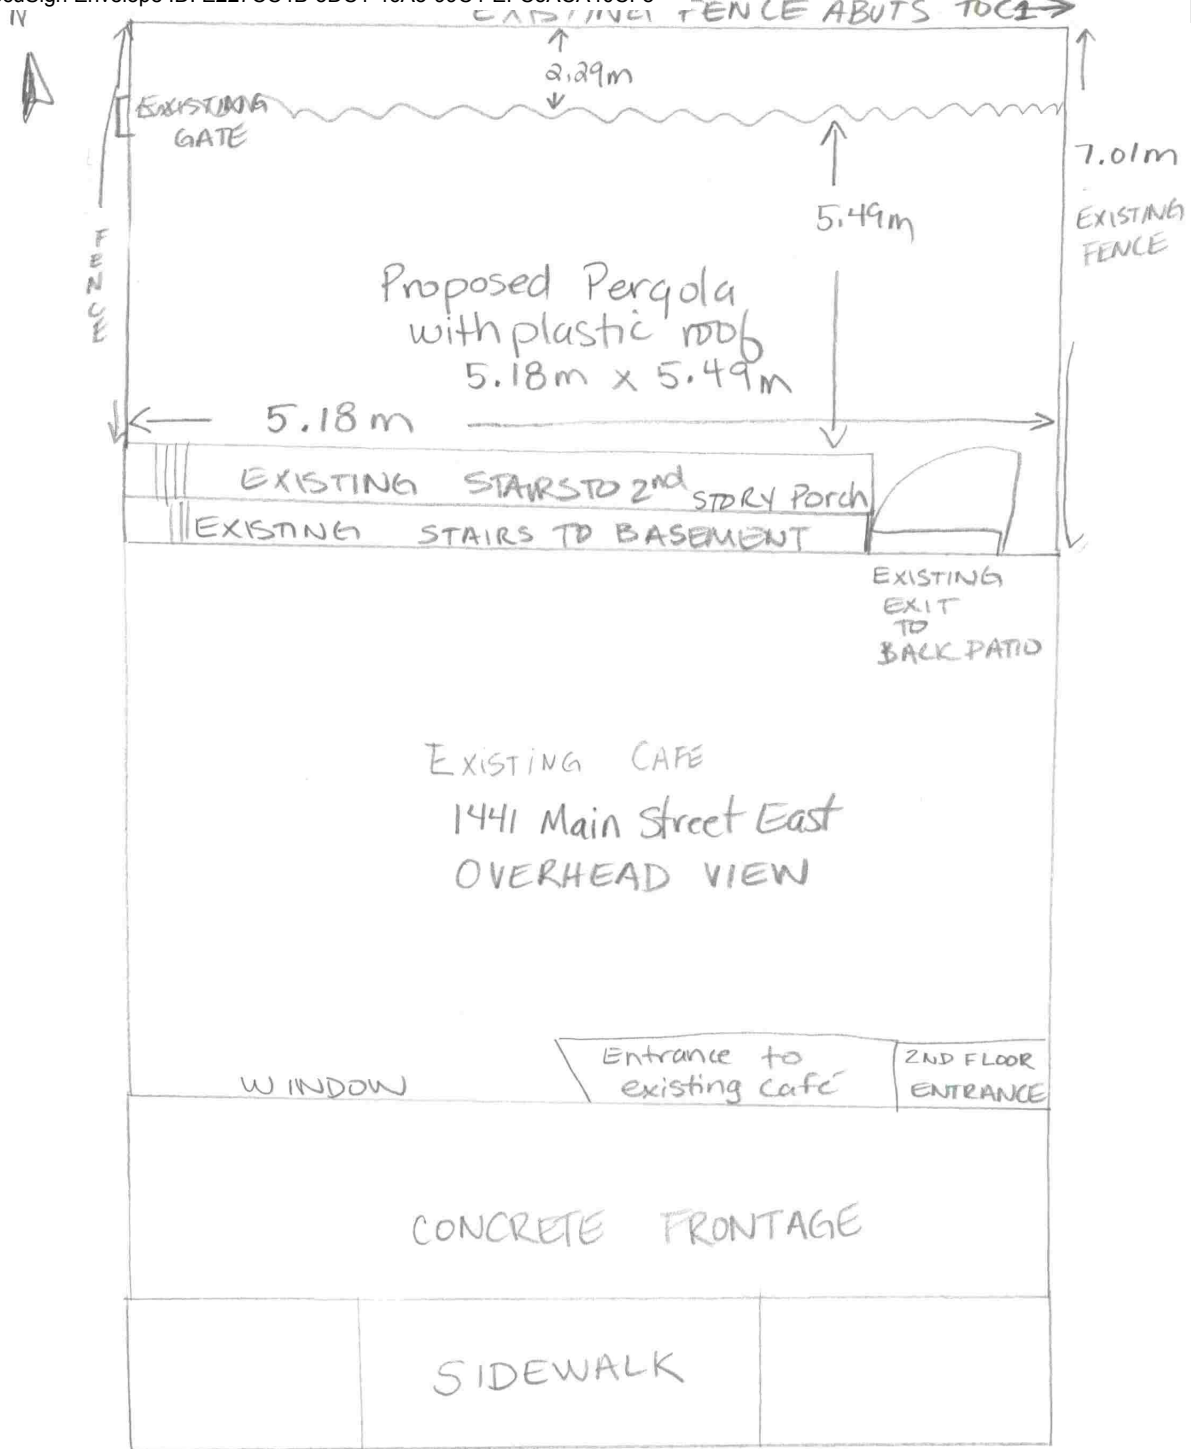 N
FENCE ABUTS TO C1
2.29m
EXISTING
GATE
7.01m
5.49m
EXISTING
FENCE
FENCE
Proposed Pergola
with plastic roof
5.18m x 5.49m
5.18m
EXISTING STAIRS TO 2nd STORY Porch
EXISTING STAIRS TO BASEMENT
EXISTING
EXIT
TO
BACK PATIO
EXISTING CAFE
1441 Main Street East
OVERHEAD VIEW
Entrance to
existing café
2ND FLOOR
ENTRANCE
WINDOW
CONCRETE FRONTAGE
SIDEWALK